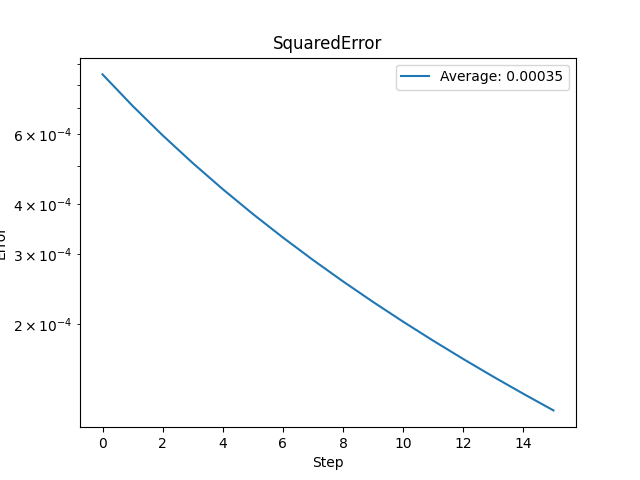 SquaredError
Average: 0.00035
6 × 10⁻⁴
4 × 10⁻⁴
3 × 10⁻⁴
2 × 10⁻⁴
Error
0 2 4 6 8 10 12 14
Step